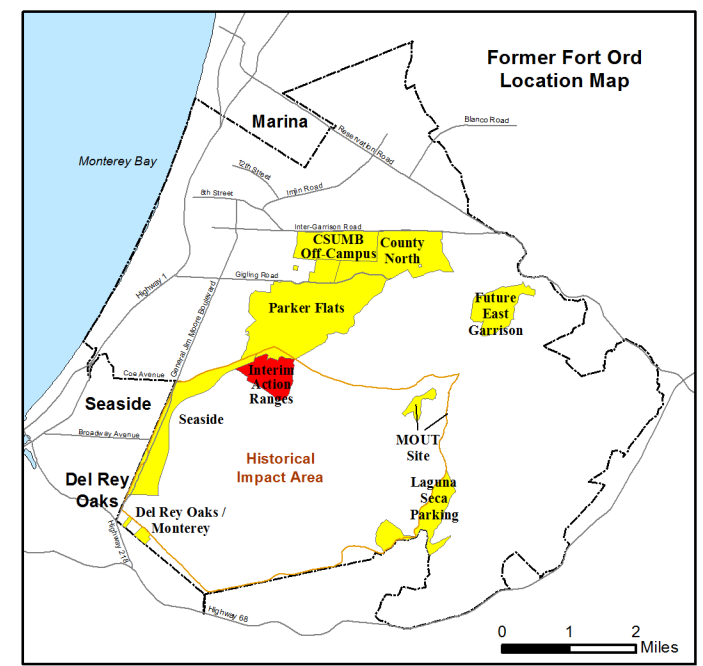 Former Fort Ord
Location Map
Marina
Blanco Road
Reservation Road
Monterey Bay
12th Street
Imjin Road
8th Street
Inter-Garrison Road
CSUMB
Off-Campus
County
North
Gigling Road
Highway 1
General Jim Moore Boulevard
Parker Flats
Future
East
Garrison
Coe Avenue
Interim
Action
Ranges
Seaside
Seaside
Broadway Avenue
MOUT
Site
Historical
Impact Area
Del Rey
Oaks
Laguna
Seca
Parking
Del Rey Oaks /
Monterey
Highway 218
Highway 68
0 1 2
Miles